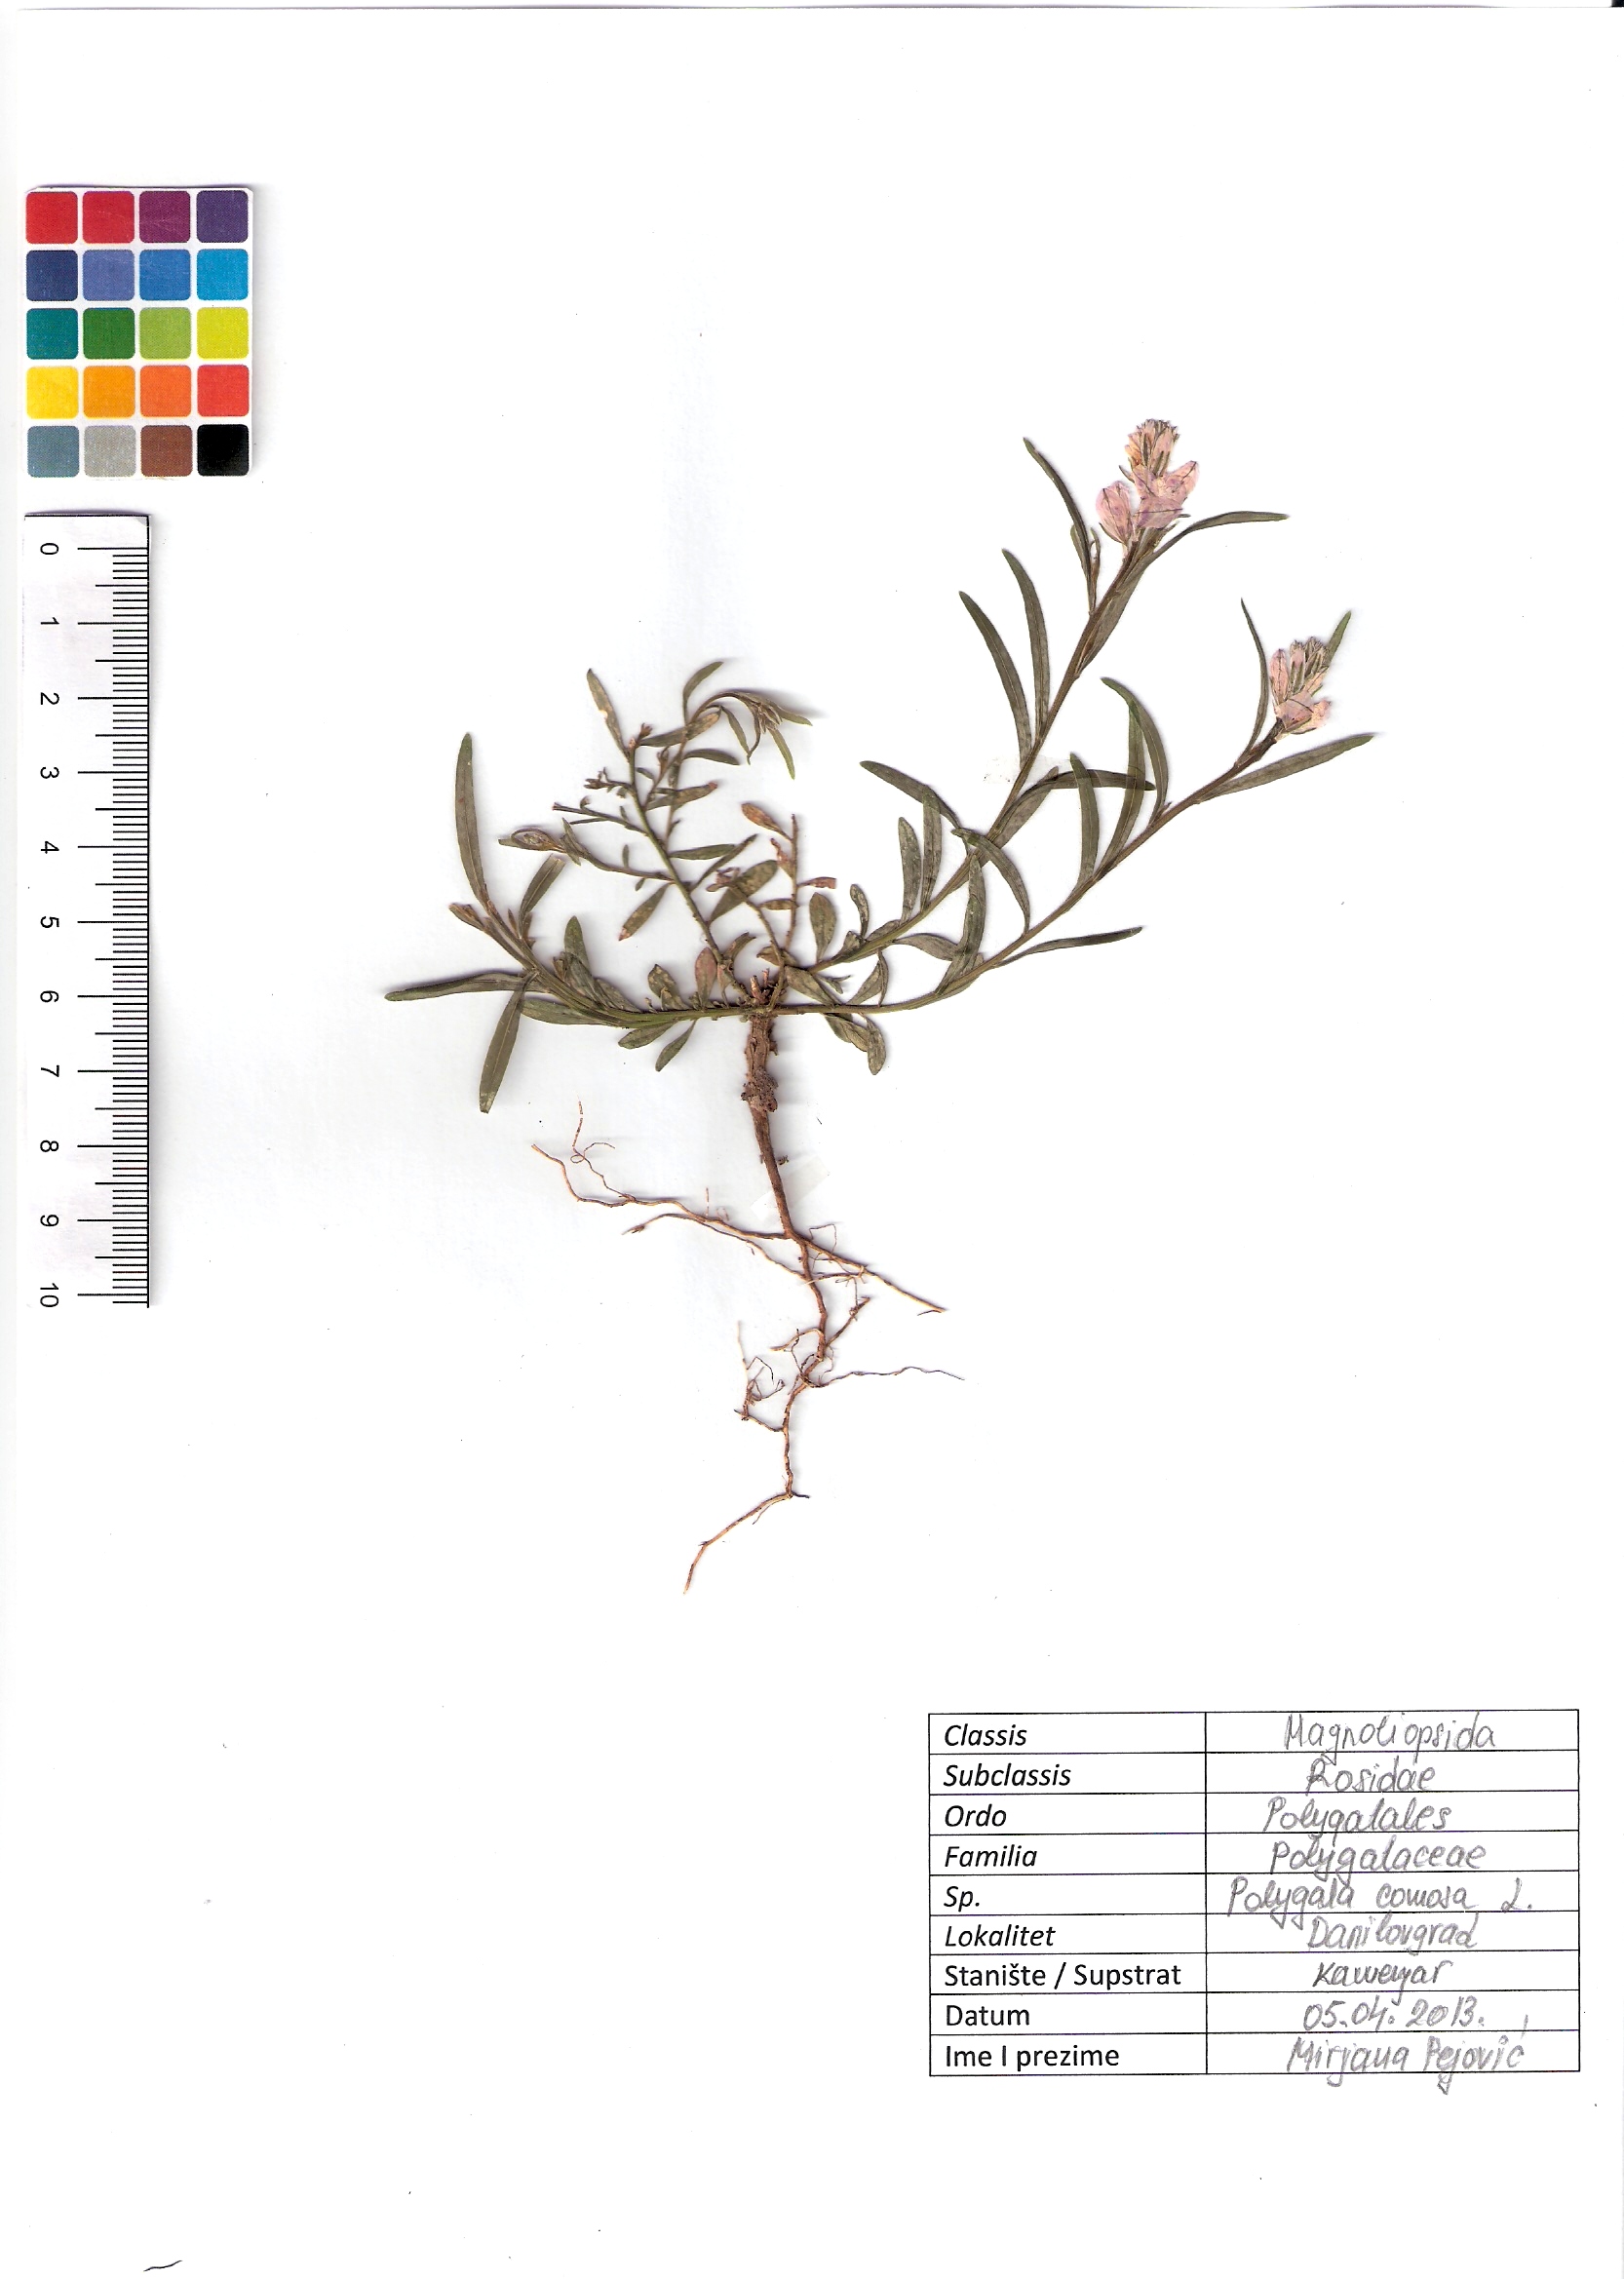 0
1
2
3
4
5
6
7
8
9
10
Classis Magnoliopsida
Subclassis Rosidae
Ordo Polygalales
Familia Polygalaceae
Sp. Polygala comosa L.
Lokalitet Danilovgrad
Stanište / Supstrat kamenjar
Datum 05.04.2013.
Ime I prezime Mirjana Pejović